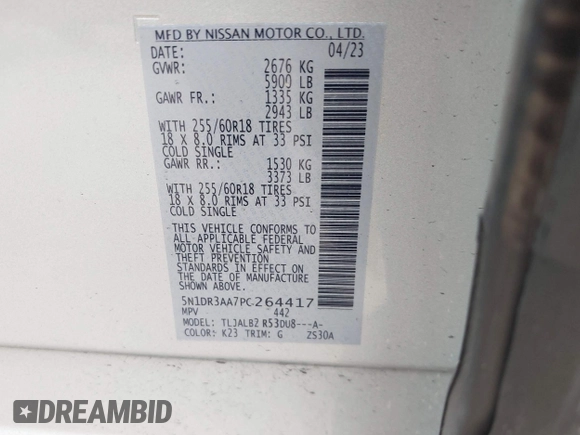 MFD BY NISSAN MOTOR CO., LTD.
DATE: 04/23
GVWR: 2676 KG
5900 LB
GAWR FR.: 1335 KG
2943 LB
WITH 255/60R18 TIRES
18 X 8.0 RIMS AT 33 PSI
COLD SINGLE
GAWR RR.: 1530 KG
3373 LB
WITH 255/60R18 TIRES
18 X 8.0 RIMS AT 33 PSI
COLD SINGLE
THIS VEHICLE CONFORMS TO
ALL APPLICABLE FEDERAL
MOTOR VEHICLE SAFETY AND
THEFT PREVENTION
STANDARDS IN EFFECT ON
THE DATE OF MANUFACTURE
SHOWN ABOVE
5N1DR3AA7PC264417
MPV 442
MODEL: TLJALBZ R53DU8---A-
COLOR: K23 TRIM: G ZS30A
DREAMBID